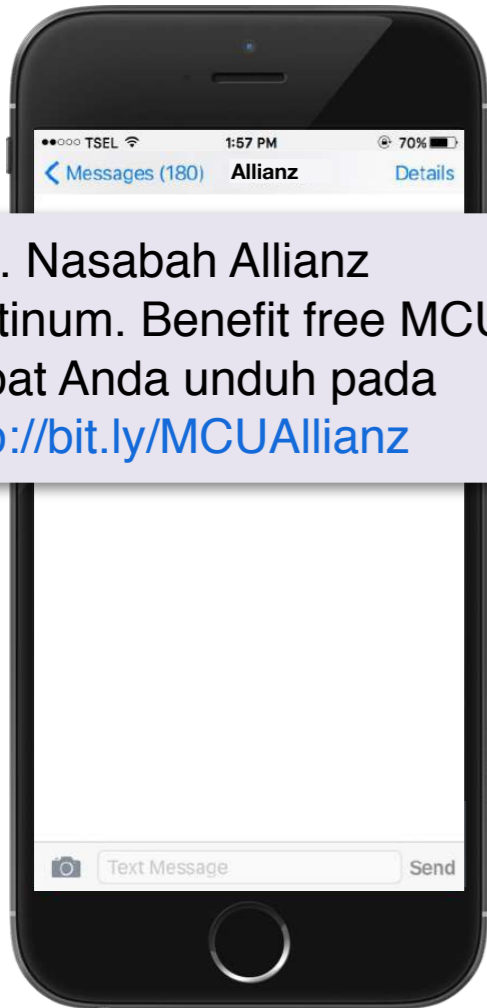 TSEL 1:57 PM 70%
Messages (180) Allianz Details
. Nasabah Allianz
tinum. Benefit free MCU
pat Anda unduh pada
://bit.ly/MCUAllianz
Text Message Send